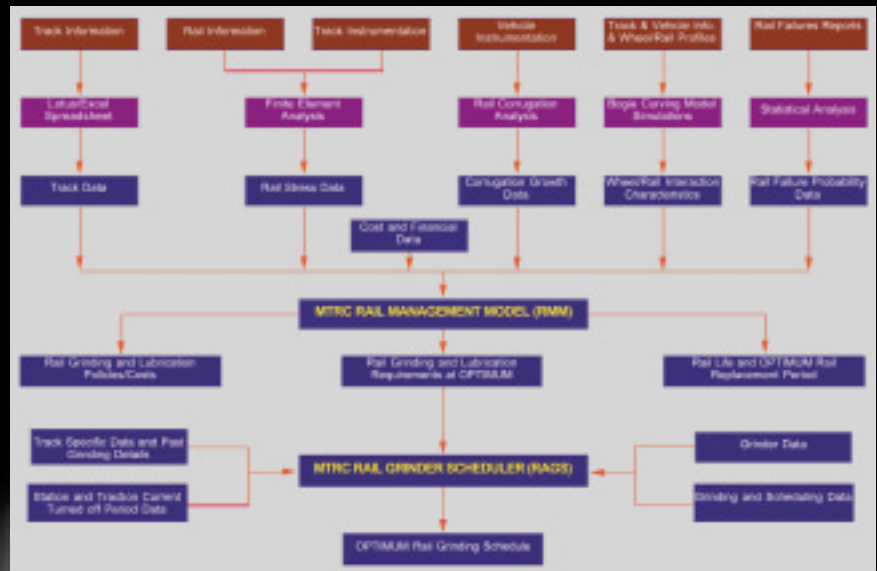 Track Information
Rail Information
Track Instrumentation
Vehicle
Instrumentation
Track & Vehicle Info.
& Wheel/Rail Profiles
Rail Failures Reports
Lotus/Excel
Spreadsheet
Finite Element
Analysis
Rail Corrugation
Analysis
Bogie Curving Model
Simulations
Statistical Analysis
Track Data
Rail Stress Data
Corrugation Growth
Data
Wheel/Rail Interaction
Characteristics
Rail Failure Probability
Data
Cost and Financial
Data
MTRC RAIL MANAGEMENT MODEL (RMM)
Rail Grinding and Lubrication
Policies/Costs
Rail Grinding and Lubrication
Requirements at OPTIMUM
Rail Life and OPTIMUM Rail
Replacement Period
Track Specific Data and Past
Grinding Details
Grinder Data
MTRC RAIL GRINDER SCHEDULER (RAGS)
Station and Traction Current
Turned off Period Data
Grinding and Scheduling Data
OPTIMUM Rail Grinding Schedule